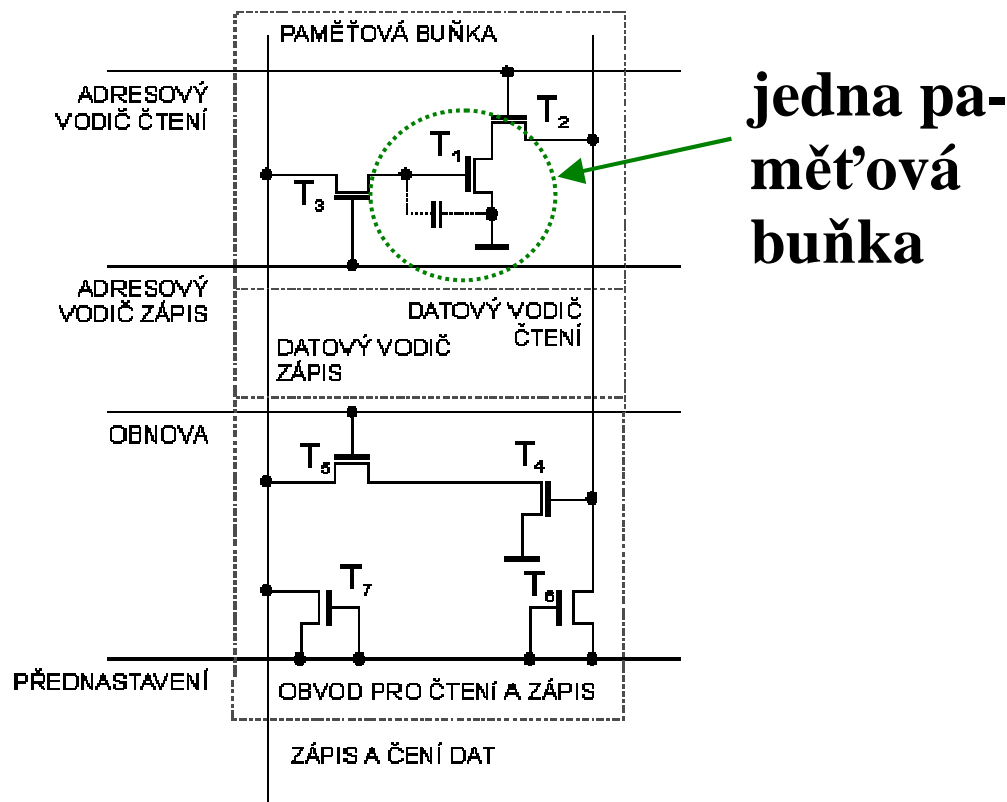 PAMĚŤOVÁ BUŇKA
ADRESOVÝ
VODIČ ČTENÍ
T2
T1
T3
jedna pa-
měťová
buňka
ADRESOVÝ
VODIČ ZÁPIS
DATOVÝ VODIČ
ČTENÍ
DATOVÝ VODIČ
ZÁPIS
OBNOVA
T5
T4
T7
T6
PŘEDNASTAVENÍ
OBVOD PRO ČTENÍ A ZÁPIS
ZÁPIS A ČENÍ DAT